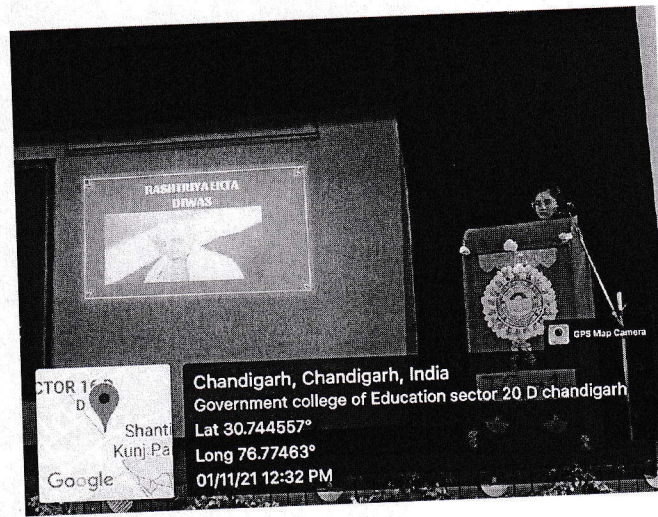 RASHTRIYA EKTA
DIWAS
GPS Map Camera
CTOR 16
D
Shanti
Kunj Pa
Google
Chandigarh, Chandigarh, India
Government college of Education sector 20 D chandigarh
Lat 30.744557°
Long 76.77463°
01/11/21 12:32 PM